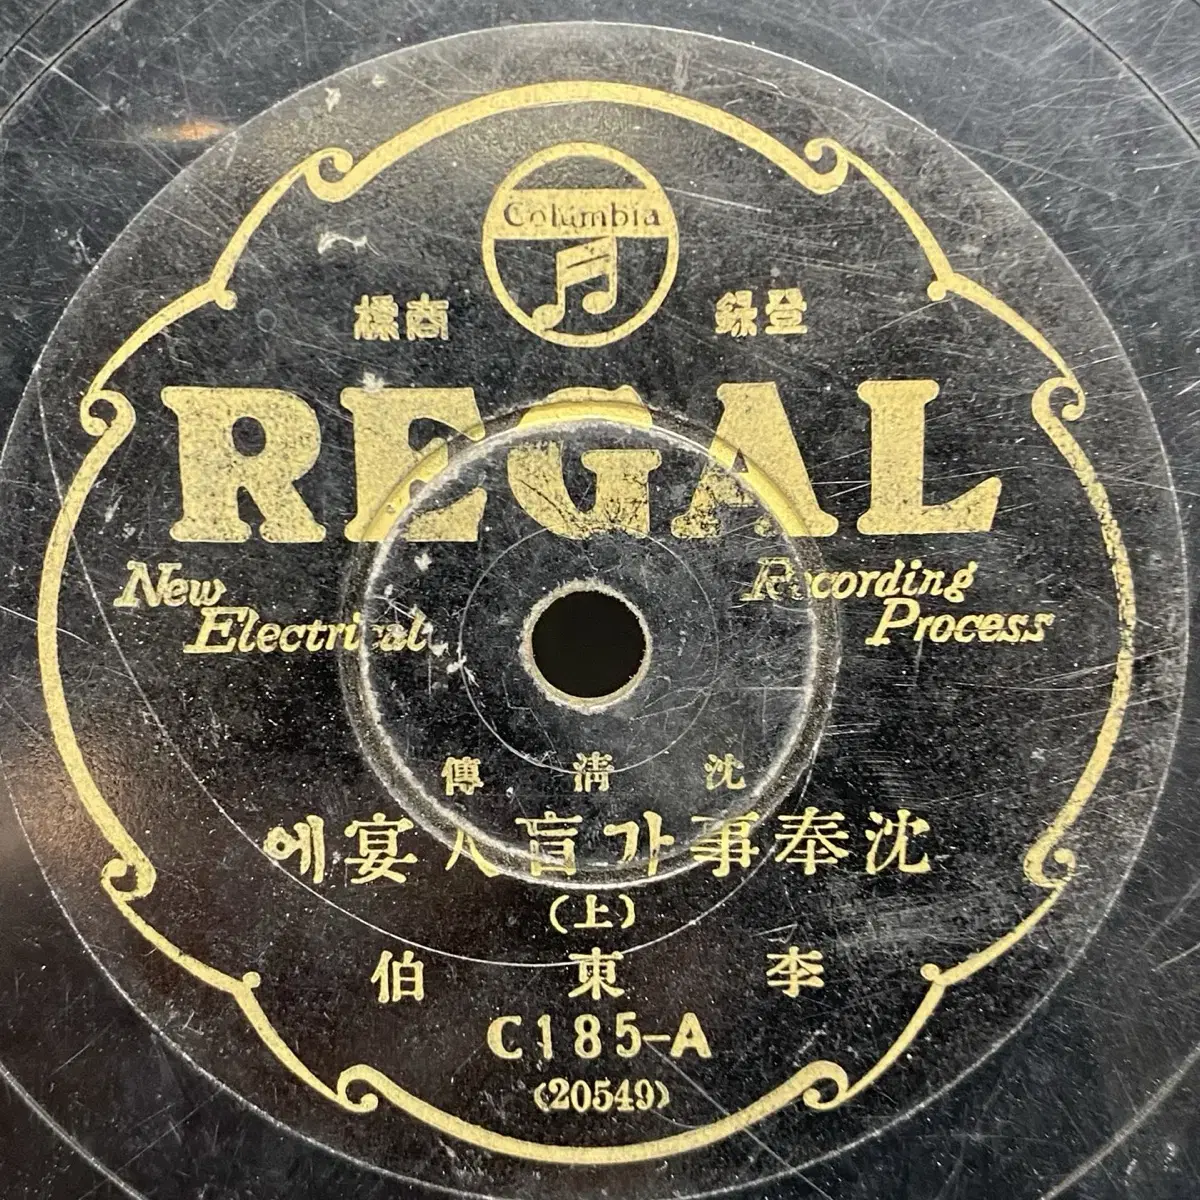 Columbia
登錄 商標
REGAL
New Recording
Electrical Process
沈淸傳
沈奉事가盲人宴에
(上)
李東伯
C185-A
(20549)